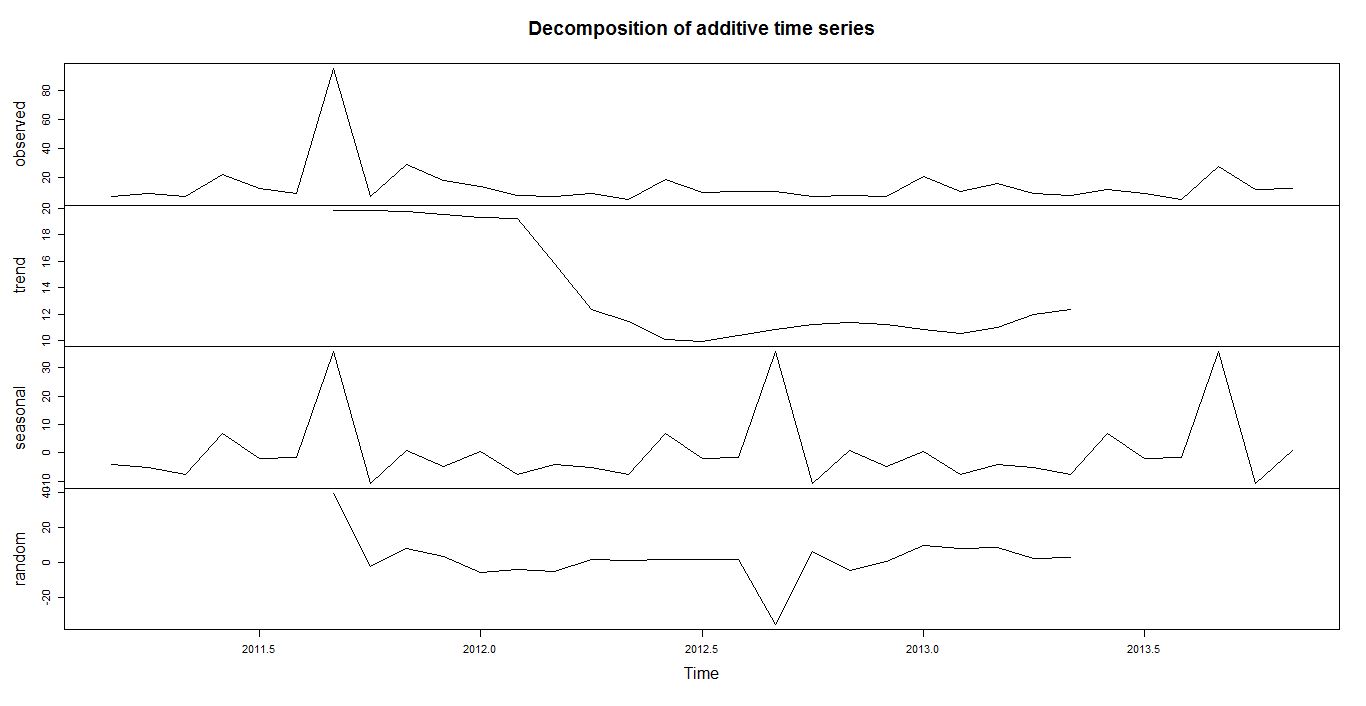 Decomposition of additive time series
observed
20 40 60 80
trend
10 12 14 16 18 20
seasonal
-10 0 10 20 30
random
-20 0 20 40
2011.5 2012.0 2012.5 2013.0 2013.5
Time